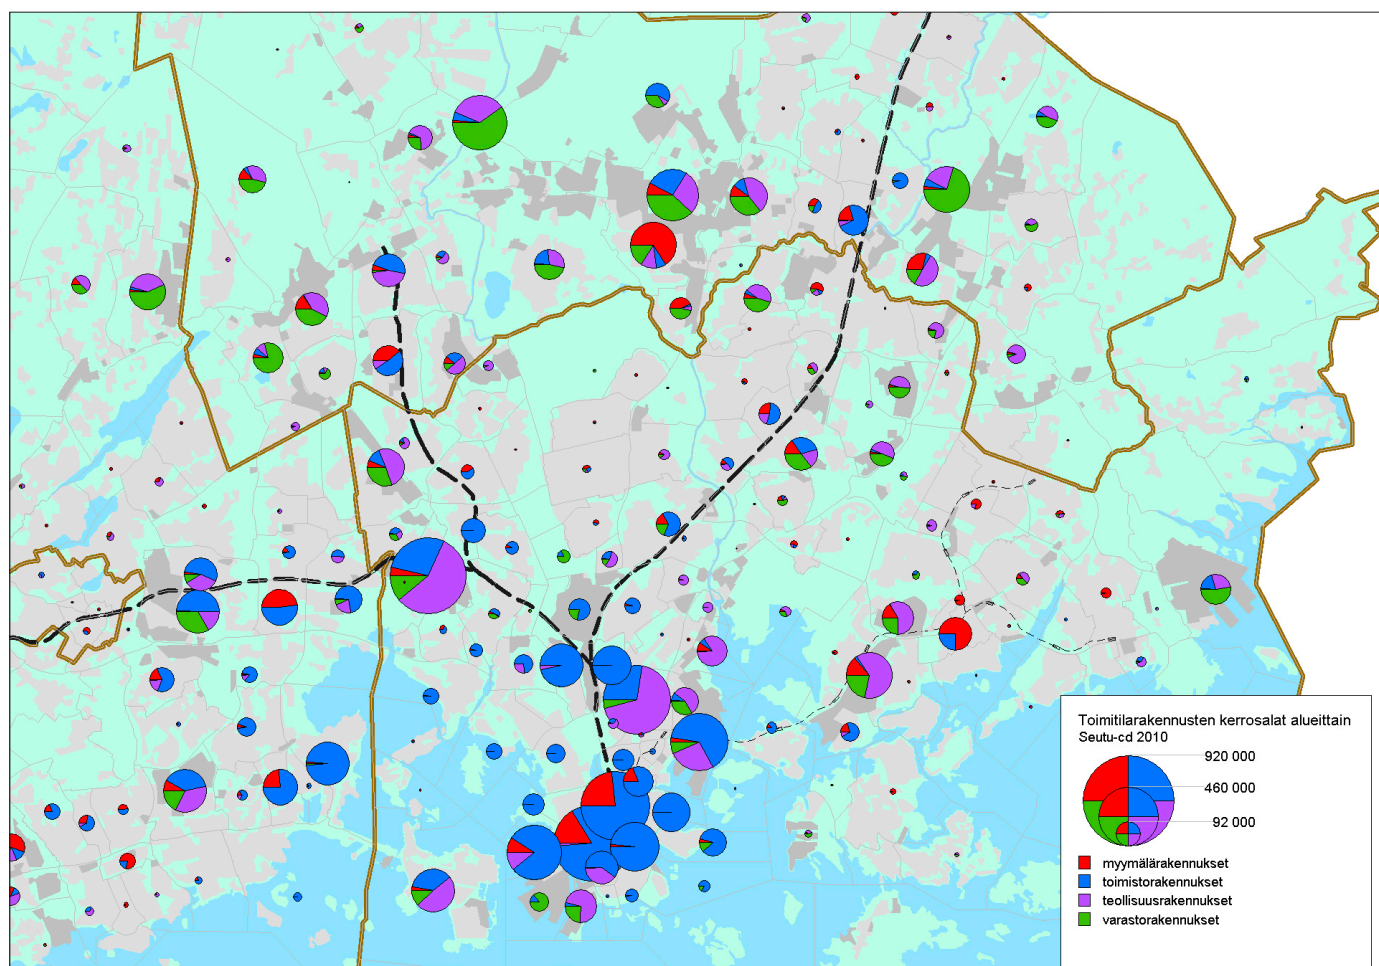 Toimitilarakennusten kerrosalat alueittain
Seutu-cd 2010
920 000
460 000
92 000
myymälärakennukset
toimistorakennukset
teollisuusrakennukset
varastorakennukset